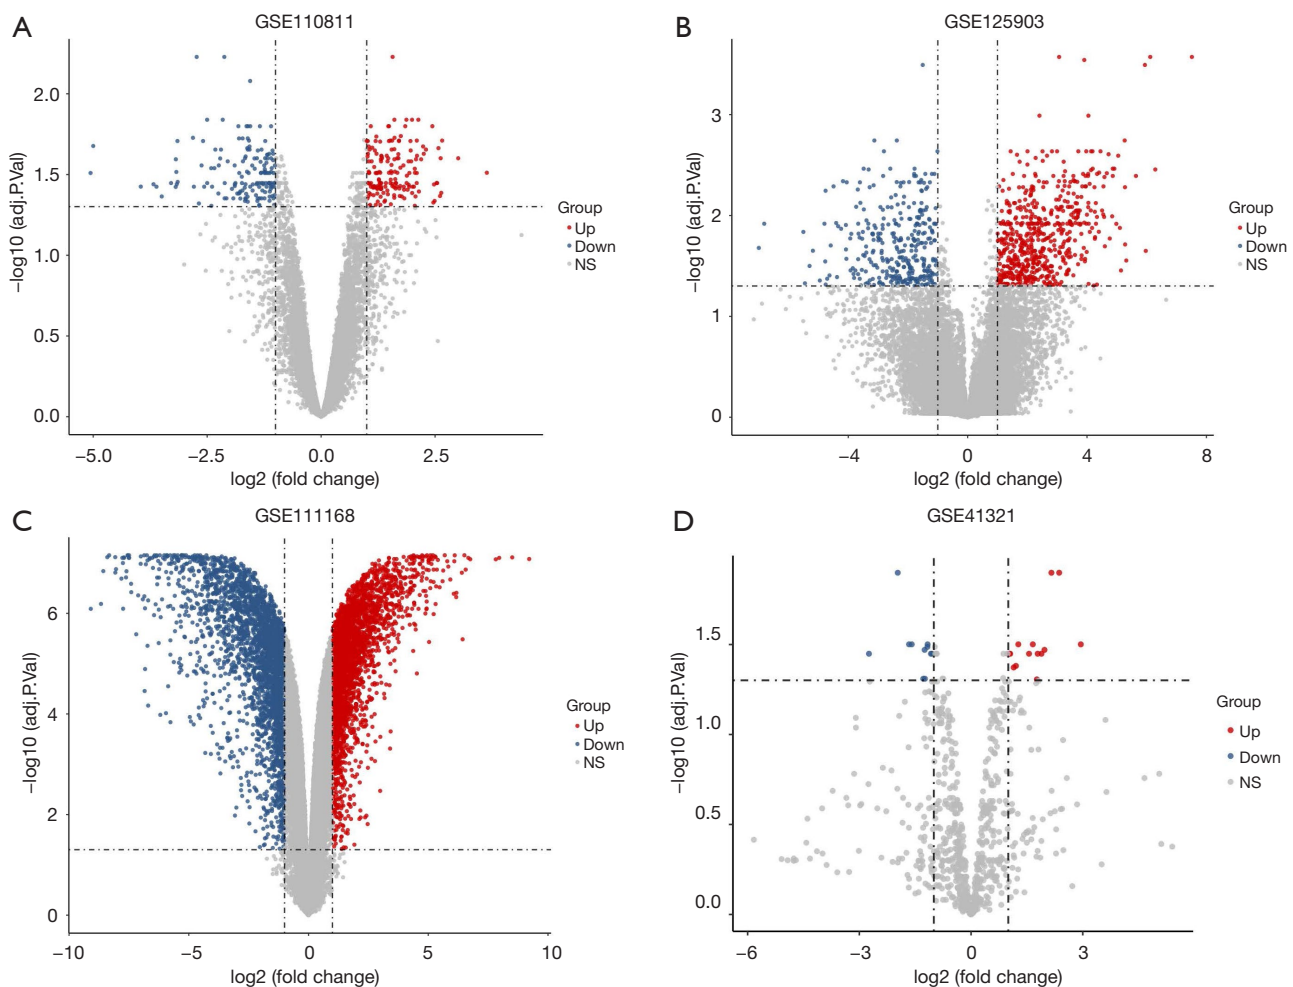 A
GSE110811
−log10 (adj.P.Val)
2.0
1.5
1.0
0.5
0.0
−5.0
−2.5
0.0
2.5
log2 (fold change)
Group
Up
Down
NS
B
GSE125903
−log10 (adj.P.Val)
3
2
1
0
−4
0
4
8
log2 (fold change)
Group
Up
Down
NS
C
GSE111168
−log10 (adj.P.Val)
6
4
2
0
−10
−5
0
5
10
log2 (fold change)
Group
Up
Down
NS
D
GSE41321
−log10 (adj.P.Val)
1.5
1.0
0.5
0.0
−6
−3
0
3
log2 (fold change)
Group
Up
Down
NS